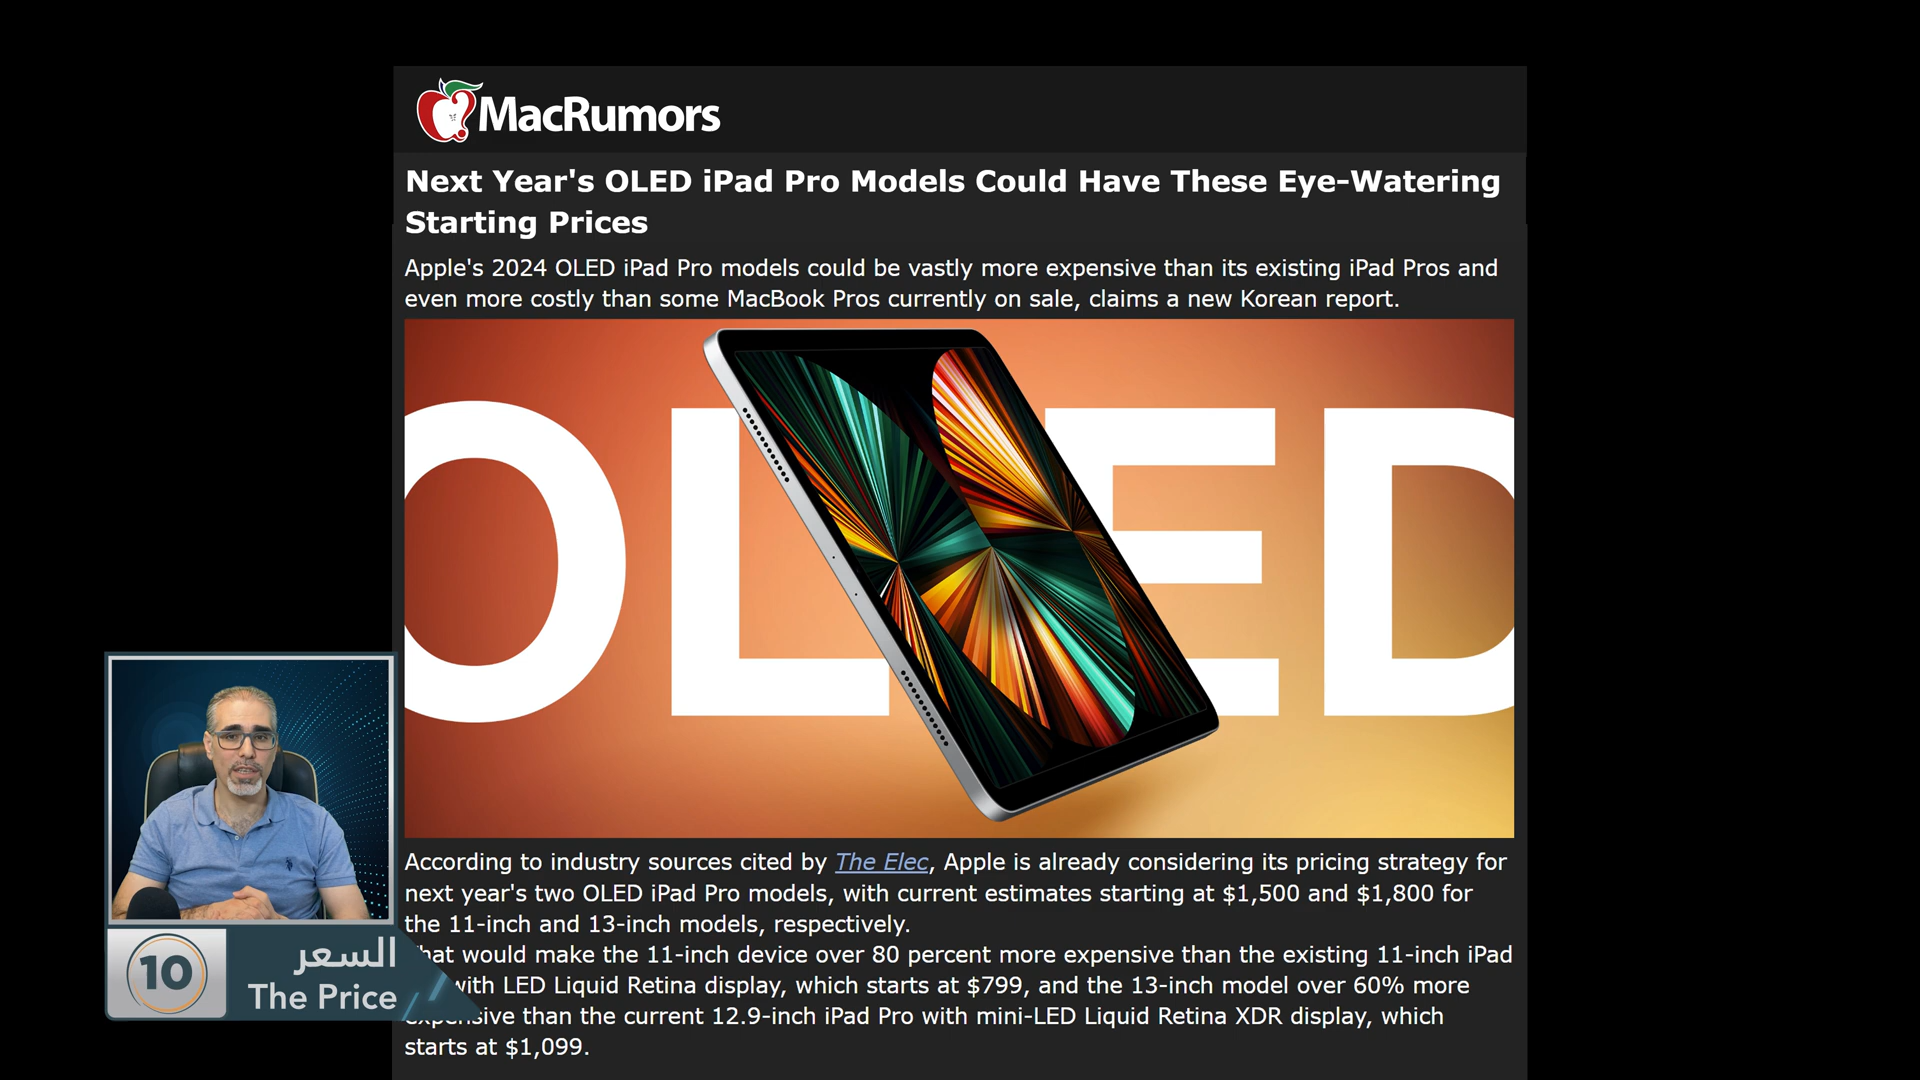 MacRumors
Next Year's OLED iPad Pro Models Could Have These Eye-Watering
Starting Prices
Apple's 2024 OLED iPad Pro models could be vastly more expensive than its existing iPad Pros and
even more costly than some MacBook Pros currently on sale, claims a new Korean report.
OLED
According to industry sources cited by The Elec, Apple is already considering its pricing strategy for
next year's two OLED iPad Pro models, with current estimates starting at $1,500 and $1,800 for
the 11-inch and 13-inch models, respectively.
would make the 11-inch device over 80 percent more expensive than the existing 11-inch iPad
with LED Liquid Retina display, which starts at $799, and the 13-inch model over 60% more
expensive than the current 12.9-inch iPad Pro with mini-LED Liquid Retina XDR display, which
starts at $1,099.
10
السعر
The Price